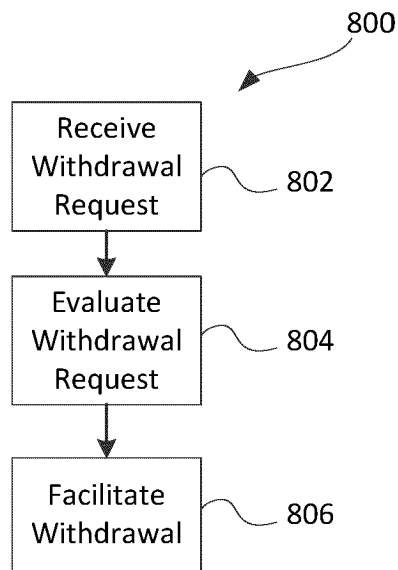 800
Receive
Withdrawal
Request
802
Evaluate
Withdrawal
Request
804
Facilitate
Withdrawal
806